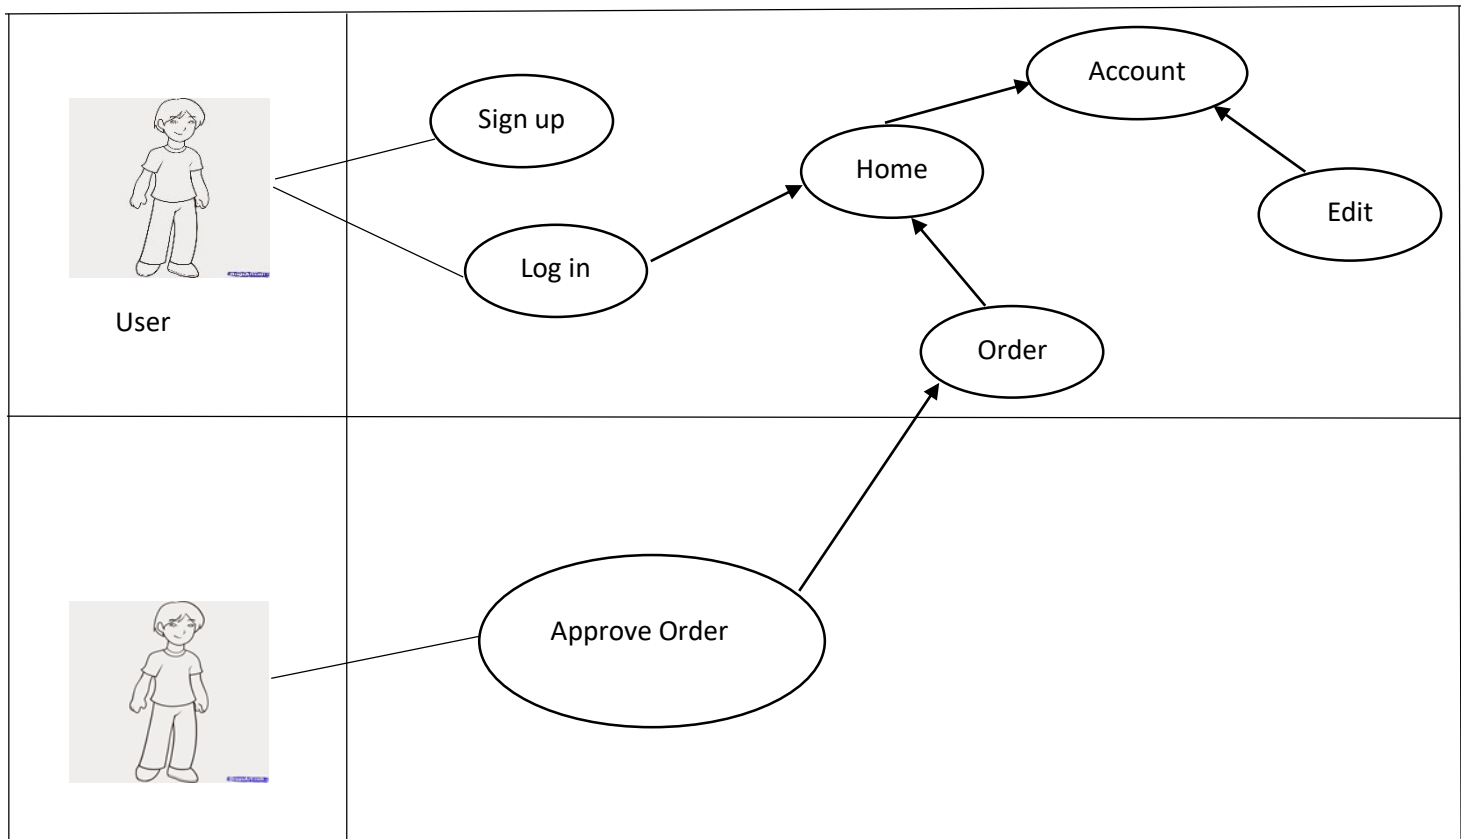 Account
Sign up
Home
Edit
Log in
User
Order
Approve Order